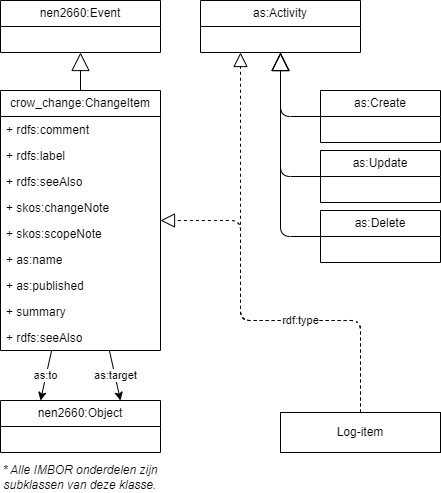 nen2660:Event
as:Activity
crow_change:ChangeItem
+ rdfs:comment
+ rdfs:label
+ rdfs:seeAlso
+ skos:changeNote
+ skos:scopeNote
+ as:name
+ as:published
+ summary
+ rdfs:seeAlso
as:Create
as:Update
as:Delete
rdf:type
as:to
as:target
nen2660:Object
Log-item
* Alle IMBOR onderdelen zijn
subklassen van deze klasse.